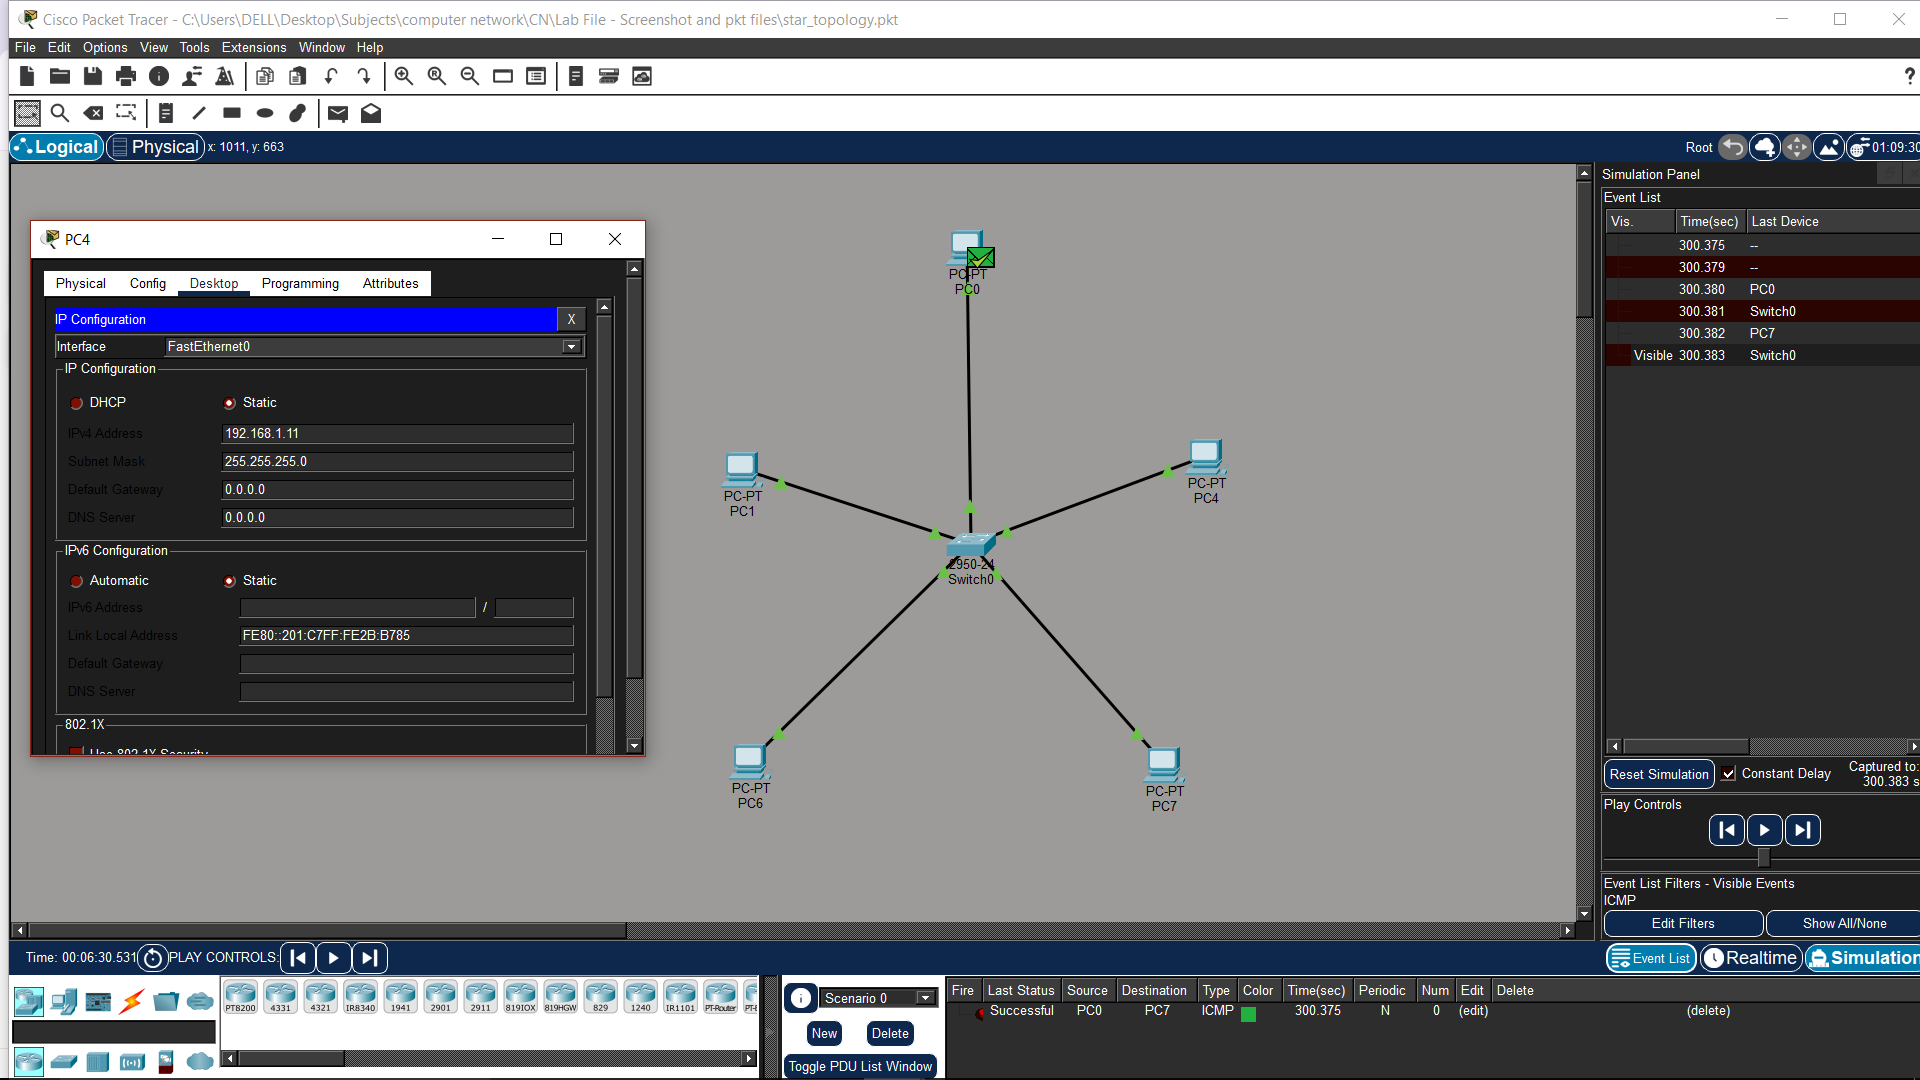 Cisco Packet Tracer - C:\Users\DELL\Desktop\Subjects\computer network\CN\Lab File - Screenshot and pkt files\star_topology.pkt
File Edit Options View Tools Extensions Window Help
?
Logical Physical x: 1011, y: 663
Root 01:09:30
PC4
Physical Config Desktop Programming Attributes
IP Configuration X
Interface FastEthernet0
IP Configuration
DHCP Static
IPv4 Address 192.168.1.11
Subnet Mask 255.255.255.0
Default Gateway 0.0.0.0
DNS Server 0.0.0.0
IPv6 Configuration
Automatic Static
IPv6 Address /
Link Local Address FE80::201:C7FF:FE2B:B785
Default Gateway
DNS Server
802.1X
Use 802.1X Security
PC-PT
PC0
PC-PT
PC1
PC-PT
PC4
2950-24
Switch0
PC-PT
PC6
PC-PT
PC7
Simulation Panel
Event List
Vis. Time(sec) Last Device
300.375 --
300.379 --
300.380 PC0
300.381 Switch0
300.382 PC7
Visible 300.383 Switch0
Reset Simulation Constant Delay Captured to:
300.383 s
Play Controls
Event List Filters - Visible Events
ICMP
Edit Filters Show All/None
Time: 00:06:30.531 PLAY CONTROLS:
Event List Realtime Simulation
PT8200 4331 4321 IR8340 1941 2901 2911 819IOX 819HGW 829 1240 IR1101 PT-Router
Scenario 0
New Delete
Toggle PDU List Window
Fire Last Status Source Destination Type Color Time(sec) Periodic Num Edit Delete
Successful PC0 PC7 ICMP 300.375 N 0 (edit) (delete)